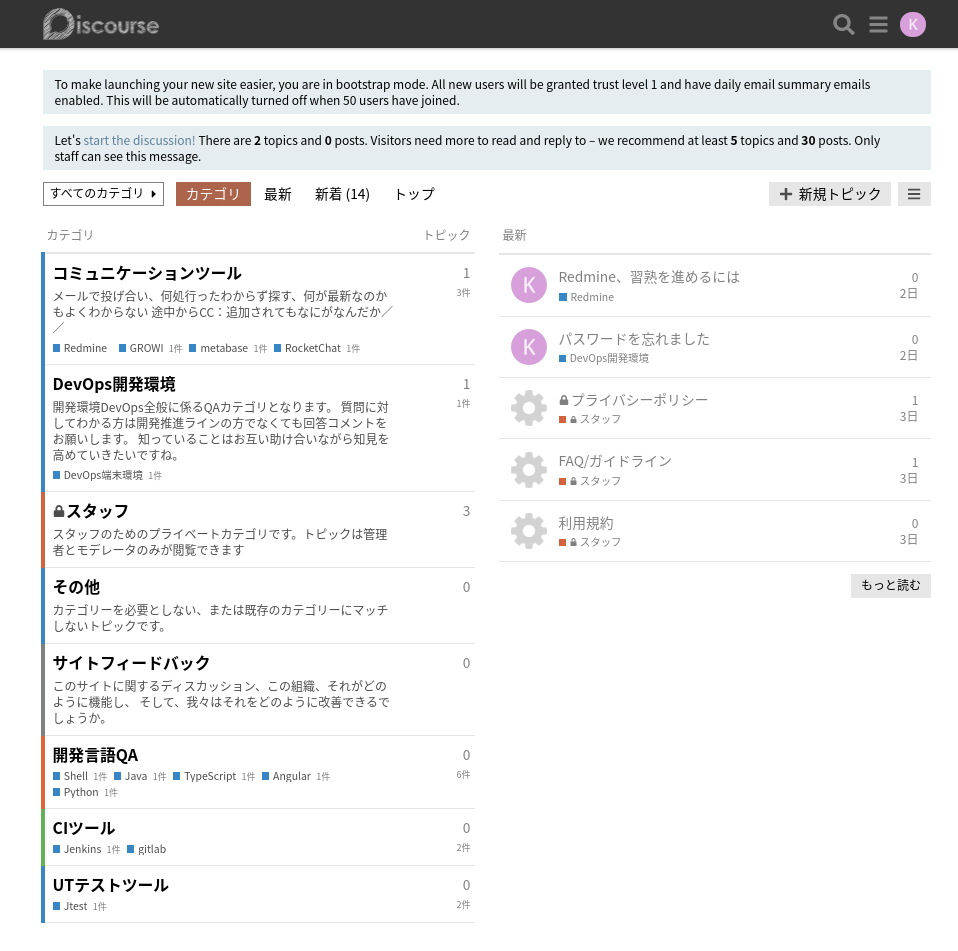 Discourse
K
To make launching your new site easier, you are in bootstrap mode. All new users will be granted trust level 1 and have daily email summary emails
enabled. This will be automatically turned off when 50 users have joined.
Let's start the discussion! There are 2 topics and 0 posts. Visitors need more to read and reply to – we recommend at least 5 topics and 30 posts. Only
staff can see this message.
すべてのカテゴリ カテゴリ 最新 新着 (14) トップ 新規トピック
カテゴリ トピック
コミュニケーションツール 1
メールで投げ合い、何処行ったわからず探す、何が最新なのか 3件
もよくわからない 途中からCC：追加されてもなにがなんだか／
／
Redmine GROWI 1件 metabase 1件 RocketChat 1件
DevOps開発環境 1
開発環境DevOps全般に係るQAカテゴリとなります。 質問に対 1件
してわかる方は開発推進ラインの方でなくても回答コメントを
お願いします。 知っていることはお互い助け合いながら知見を
高めていきたいですね。
DevOps端末環境 1件
スタッフ 3
スタッフのためのプライベートカテゴリです。トピックは管理
者とモデレータのみが閲覧できます
その他 0
カテゴリーを必要としない、または既存のカテゴリーにマッチ
しないトピックです。
サイトフィードバック 0
このサイトに関するディスカッション、この組織、それがどの
ように機能し、 そして、我々はそれをどのように改善できるで
しょうか。
開発言語QA 0
Shell 1件 Java 1件 TypeScript 1件 Angular 1件 6件
Python 1件
CIツール 0
Jenkins 1件 gitlab 2件
UTテストツール 0
Jtest 1件 2件
最新
K Redmine、習熟を進めるには 0
Redmine 2日
K パスワードを忘れました 0
DevOps開発環境 2日
プライバシーポリシー 1
スタッフ 3日
FAQ/ガイドライン 1
スタッフ 3日
利用規約 0
スタッフ 3日
もっと読む